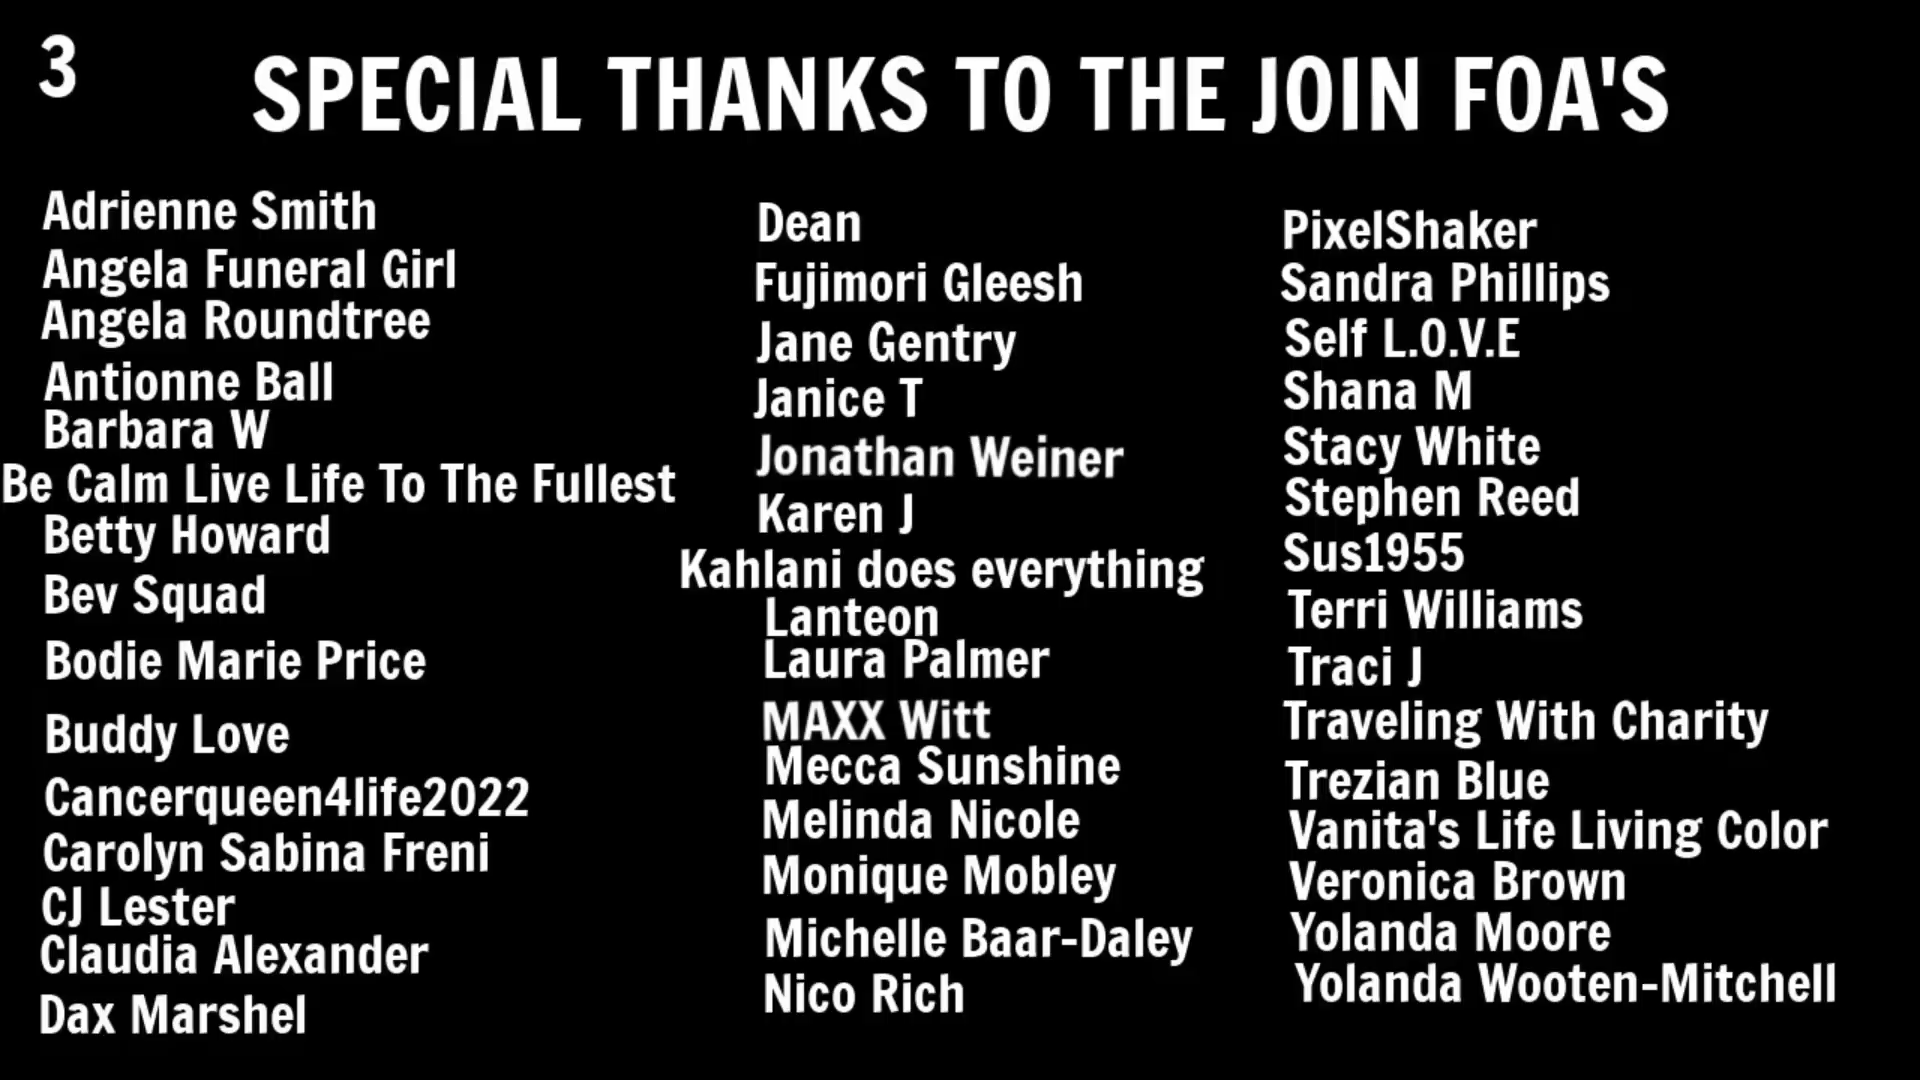 3
SPECIAL THANKS TO THE JOIN FOA'S
Adrienne Smith
Angela Funeral Girl
Angela Roundtree
Antionne Ball
Barbara W
Be Calm Live Life To The Fullest
Betty Howard
Bev Squad
Bodie Marie Price
Buddy Love
Cancerqueen4life2022
Carolyn Sabina Freni
CJ Lester
Claudia Alexander
Dax Marshel
Dean
Fujimori Gleesh
Jane Gentry
Janice T
Jonathan Weiner
Karen J
Kahlani does everything
Lanteon
Laura Palmer
MAXX Witt
Mecca Sunshine
Melinda Nicole
Monique Mobley
Michelle Baar-Daley
Nico Rich
PixelShaker
Sandra Phillips
Self L.O.V.E
Shana M
Stacy White
Stephen Reed
Sus1955
Terri Williams
Traci J
Traveling With Charity
Trezian Blue
Vanita's Life Living Color
Veronica Brown
Yolanda Moore
Yolanda Wooten-Mitchell